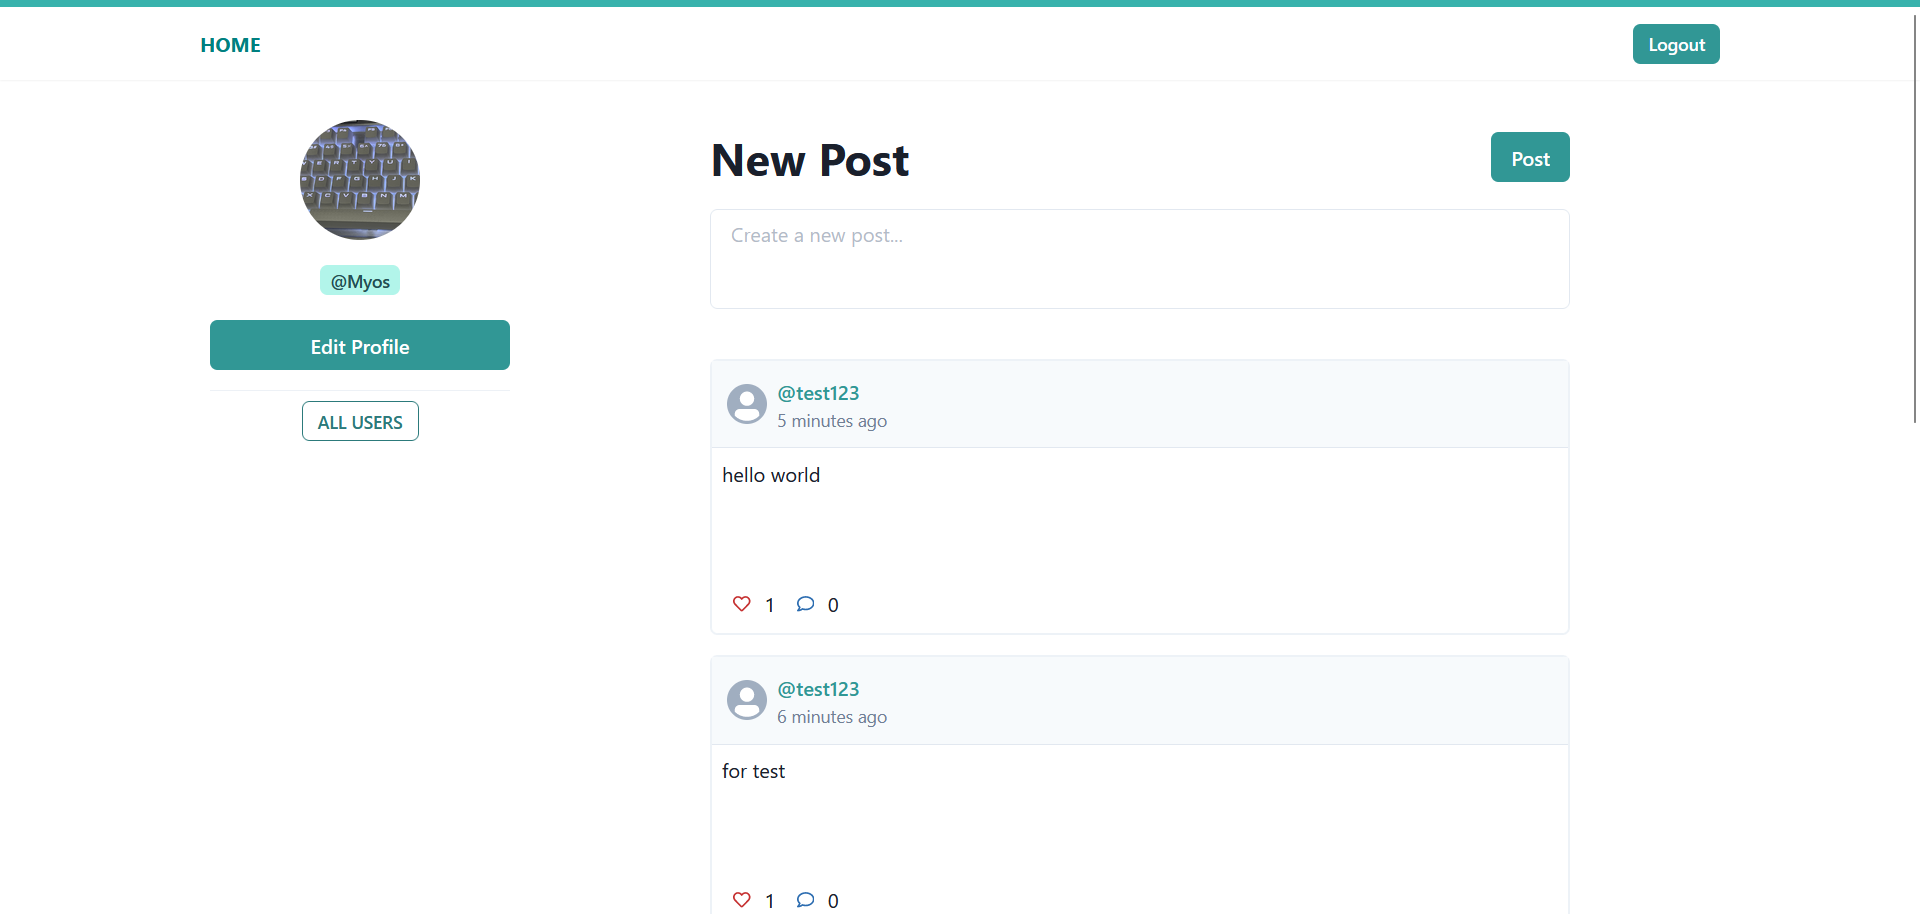 HOME
Logout
@Myos
Edit Profile
ALL USERS
New Post
Post
Create a new post...
@test123
5 minutes ago
hello world
1 0
@test123
6 minutes ago
for test
1 0